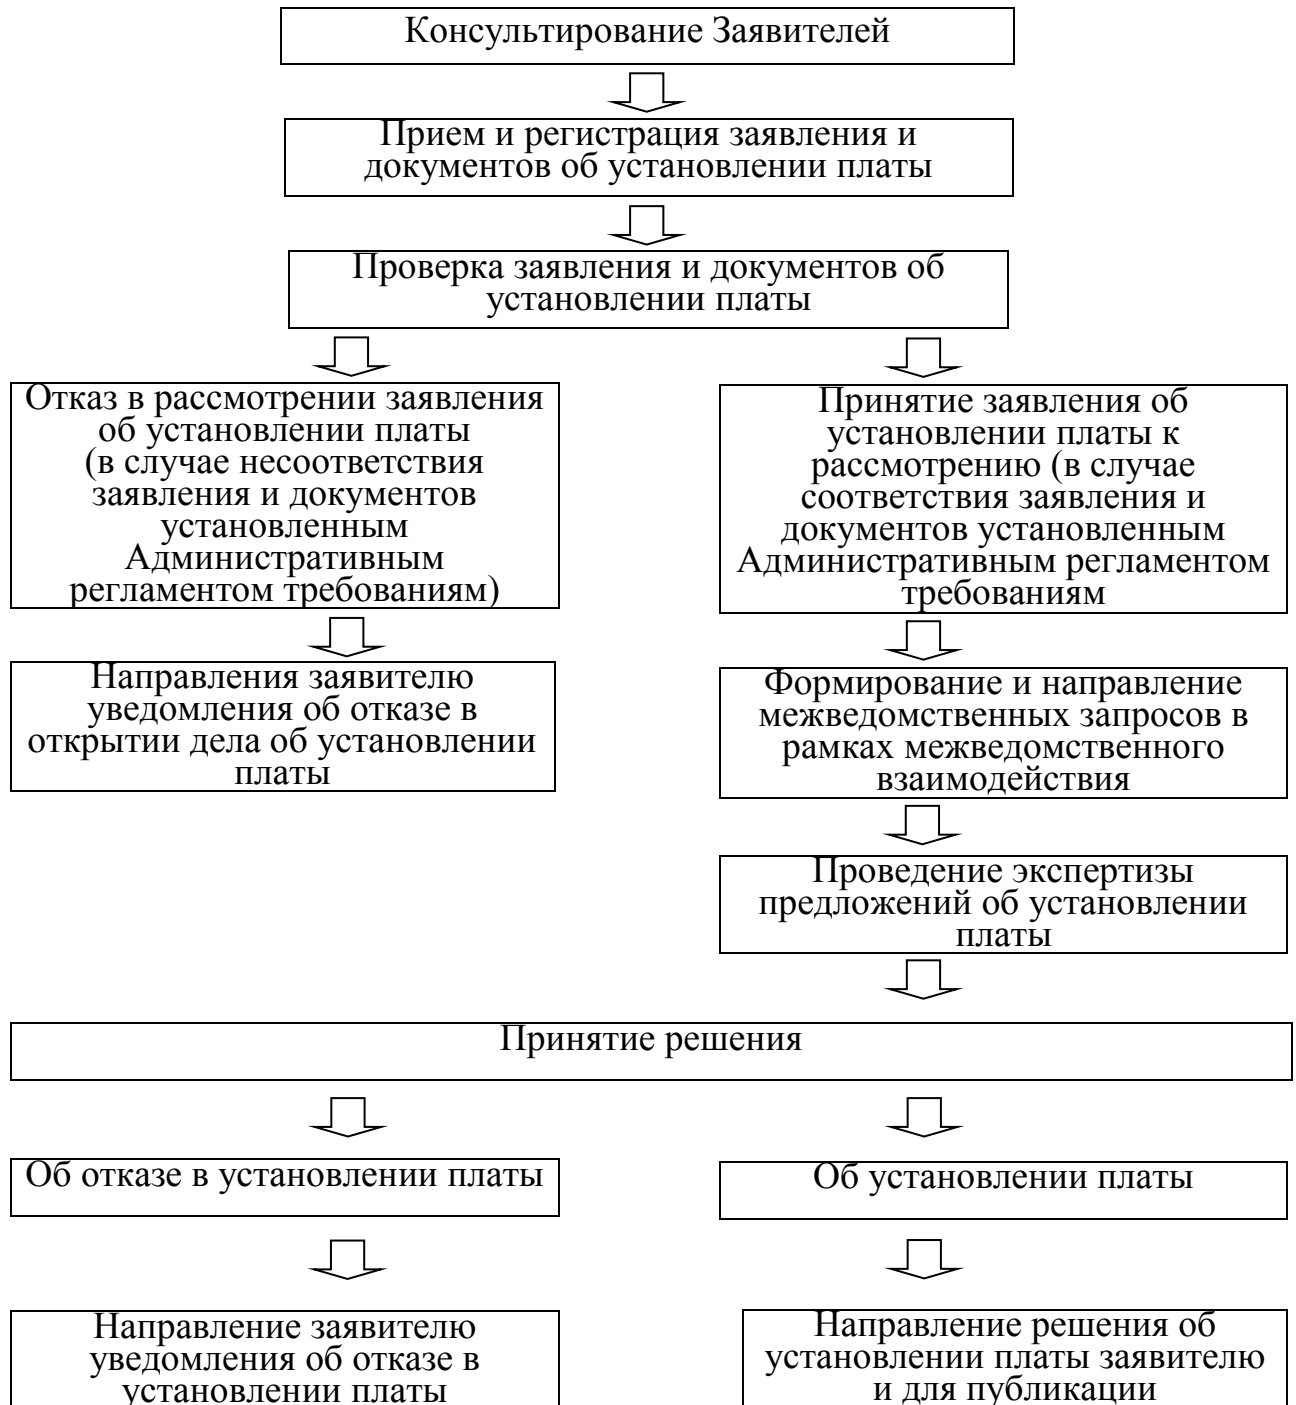 Консультирование Заявителей
Прием и регистрация заявления и
документов об установлении платы
Проверка заявления и документов об
установлении платы
Отказ в рассмотрении заявления
об установлении платы
(в случае несоответствия
заявления и документов
установленным
Административным
регламентом требованиям)
Принятие заявления об
установлении платы к
рассмотрению (в случае
соответствия заявления и
документов установленным
Административным регламентом
требованиям
Направления заявителю
уведомления об отказе в
открытии дела об установлении
платы
Формирование и направление
межведомственных запросов в
рамках межведомственного
взаимодействия
Проведение экспертизы
предложений об установлении
платы
Принятие решения
Об отказе в установлении платы
Об установлении платы
Направление заявителю
уведомления об отказе в
установлении платы
Направление решения об
установлении платы заявителю
и для публикации